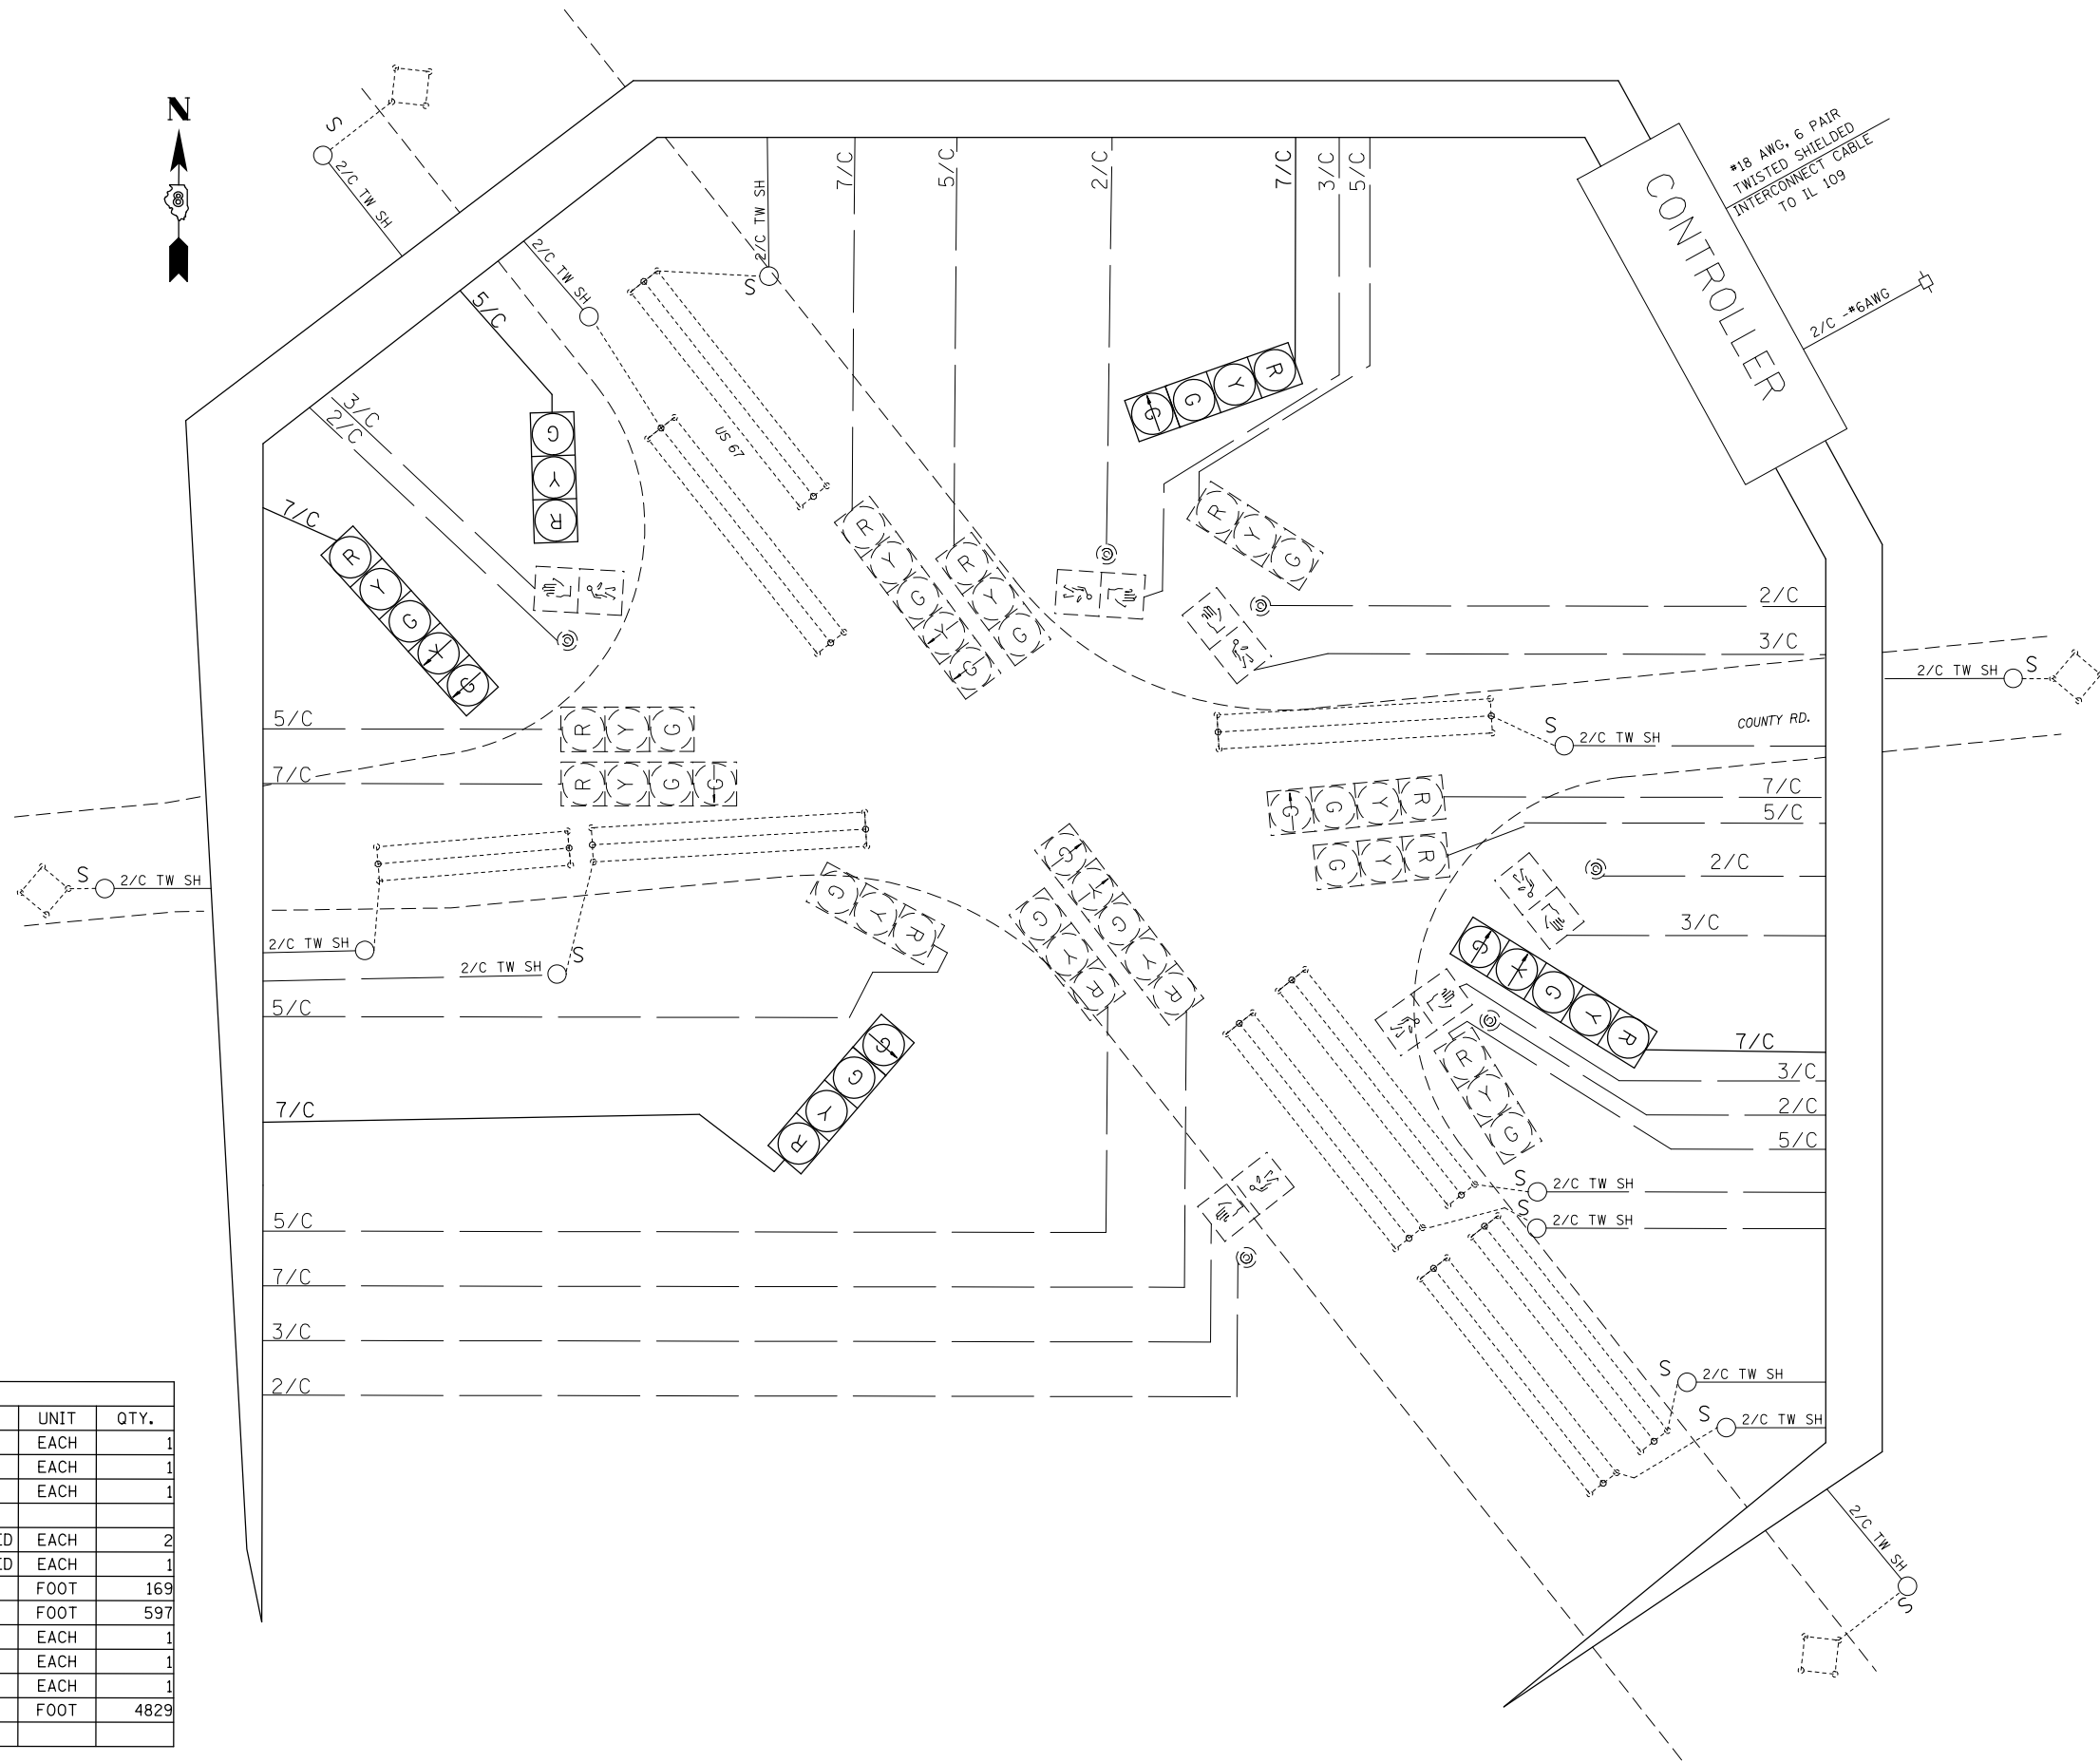 N
8
S
2/C TW SH
#18 AWG, 6 PAIR
TWISTED SHIELDED
INTERCONNECT CABLE
TO IL 109
CONTROLLER
2/C -#6AWG
2/C TW SH
5/C
2/C TW SH
S
7/C
5/C
2/C
7/C
3/C
5/C
3/C
2/C
US 67
R Y G G
G
Y
R
7/C
R Y G Y G
R Y G Y G
R Y G
R Y G
2/C
3/C
2/C TW SH
S
5/C
R Y G
7/C
R Y G G
S
2/C TW SH
COUNTY RD.
G G Y R
7/C
G Y R
5/C
2/C
3/C
S
2/C TW SH
2/C TW SH
2/C TW SH
S
G Y R
G Y G Y R
G Y R
G Y G Y R
7/C
3/C
2/C
5/C
R Y G
5/C
7/C
G
G
Y
R
S
2/C TW SH
S
2/C TW SH
5/C
7/C
3/C
2/C
S
2/C TW SH
S
2/C TW SH
2/C TW SH
S
UNIT QTY.
EACH 1
EACH 1
EACH 1
ED EACH 2
ED EACH 1
FOOT 169
FOOT 597
EACH 1
EACH 1
EACH 1
FOOT 4829